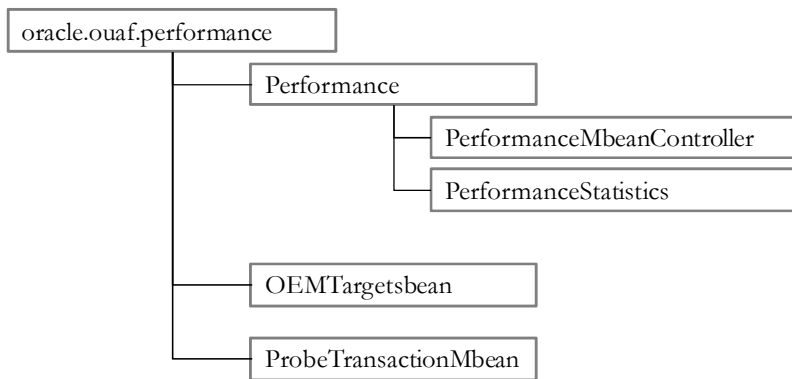 oracle.ouaf.performance
Performance
PerformanceMbeanController
PerformanceStatistics
OEMTargetsbean
ProbeTransactionMbean